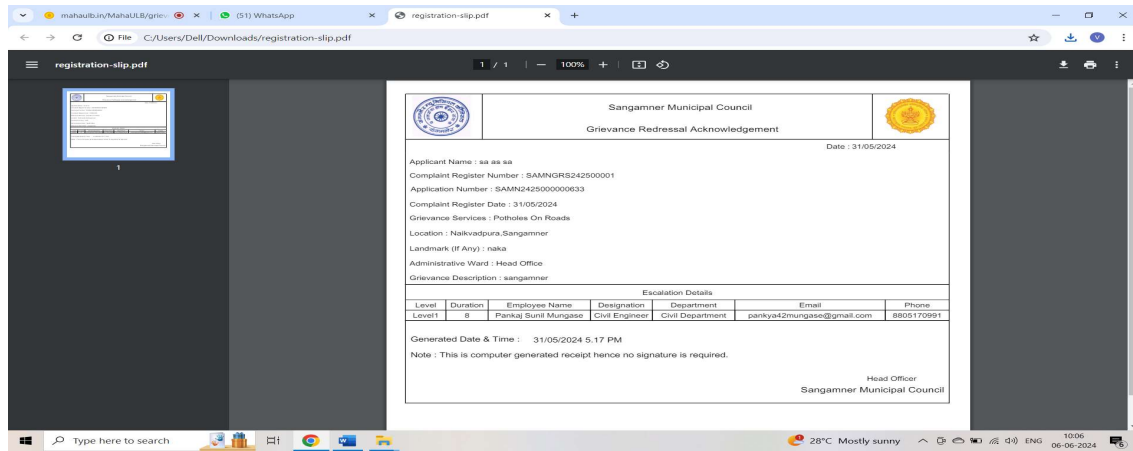 mahaulb.in/MahaULB/griev
(51) WhatsApp
registration-slip.pdf
File C:/Users/Dell/Downloads/registration-slip.pdf
V
registration-slip.pdf
1 / 1
100%
1
Sangamner Municipal Council
Grievance Redressal Acknowledgement
Date : 31/05/2024
Applicant Name : sa as sa
Complaint Register Number : SAMNGRS242500001
Application Number : SAMN2425000000633
Complaint Register Date : 31/05/2024
Grievance Services : Potholes On Roads
Location : Naikvadpura,Sangamner
Landmark (If Any) : naka
Administrative Ward : Head Office
Grievance Description : sangamner
Escalation Details
Level Duration Employee Name Designation Department Email Phone
Level1 8 Pankaj Sunil Mungase Civil Engineer Civil Department pankya42mungase@gmail.com 8805170991
Generated Date & Time : 31/05/2024 5.17 PM
Note : This is computer generated receipt hence no signature is required.
Head Officer
Sangamner Municipal Council
Type here to search
28°C Mostly sunny
ENG
10:06
06-06-2024
6